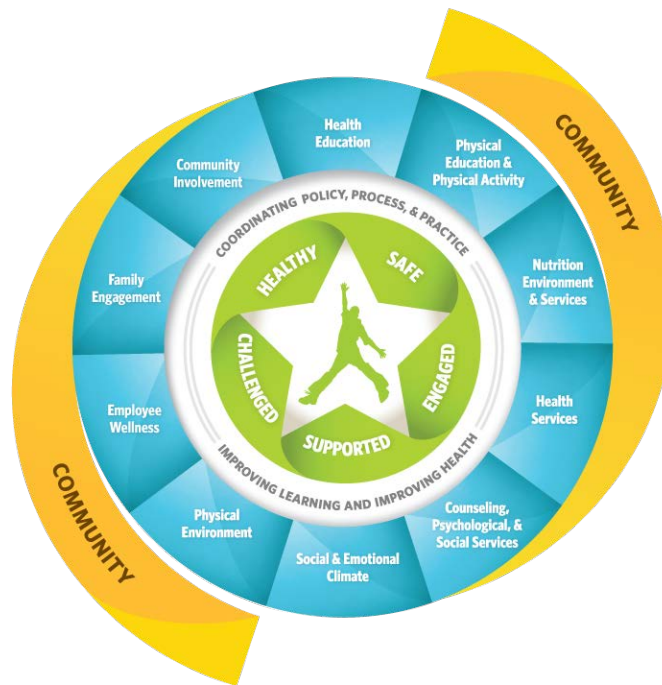 COMMUNITY
Health
Education
Physical
Education &
Physical Activity
Nutrition
Environment
& Services
Health
Services
Counseling,
Psychological, &
Social Services
Social & Emotional
Climate
Physical
Environment
Employee
Wellness
Family
Engagement
Community
Involvement
COORDINATING POLICY, PROCESS, & PRACTICE
IMPROVING LEARNING AND IMPROVING HEALTH
HEALTHY
SAFE
ENGAGED
SUPPORTED
CHALLENGED
COMMUNITY